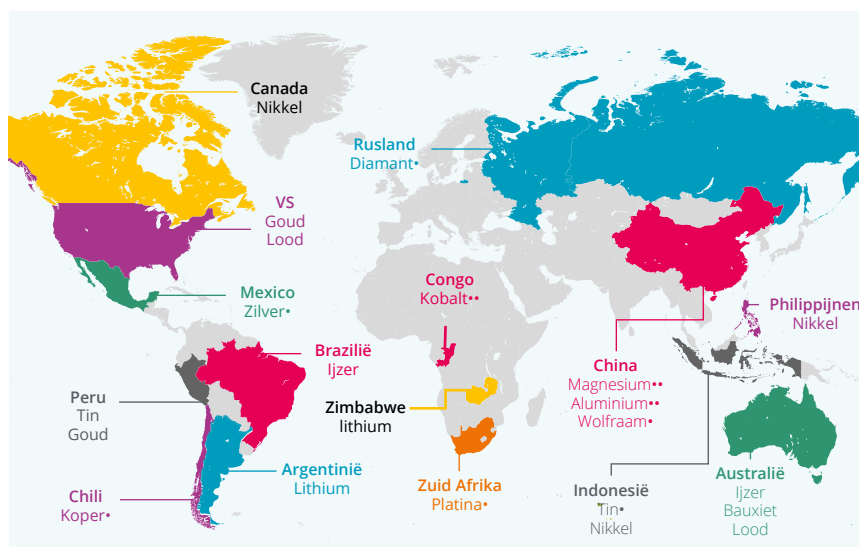 Canada
Nikkel
Rusland
Diamant•
VS
Goud
Lood
Mexico
Zilver•
Congo
Kobalt••
Philippijnen
Nikkel
Brazilië
Ijzer
China
Magnesium••
Aluminium••
Wolfraam•
Peru
Tin
Goud
Zimbabwe
lithium
Argentinië
Lithium
Zuid Afrika
Platina•
Chili
Koper•
Indonesië
Tin•
Nikkel
Australië
Ijzer
Bauxiet
Lood